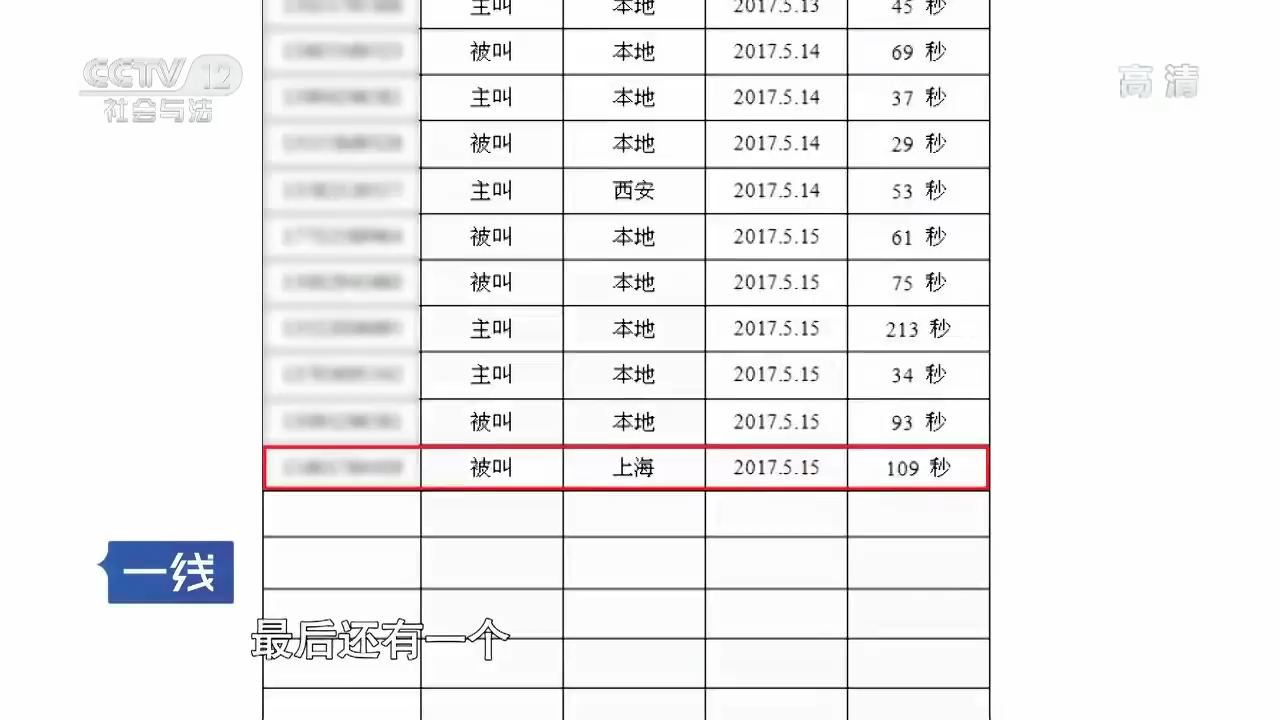 主叫 本地 2017.5.13 45 秒
被叫 本地 2017.5.14 69 秒
CCTV 12
社会与法
高清
主叫 本地 2017.5.14 37 秒
被叫 本地 2017.5.14 29 秒
主叫 西安 2017.5.14 53 秒
被叫 本地 2017.5.15 61 秒
被叫 本地 2017.5.15 75 秒
主叫 本地 2017.5.15 213 秒
主叫 本地 2017.5.15 34 秒
被叫 本地 2017.5.15 93 秒
被叫 上海 2017.5.15 109 秒
一线
最后还有一个